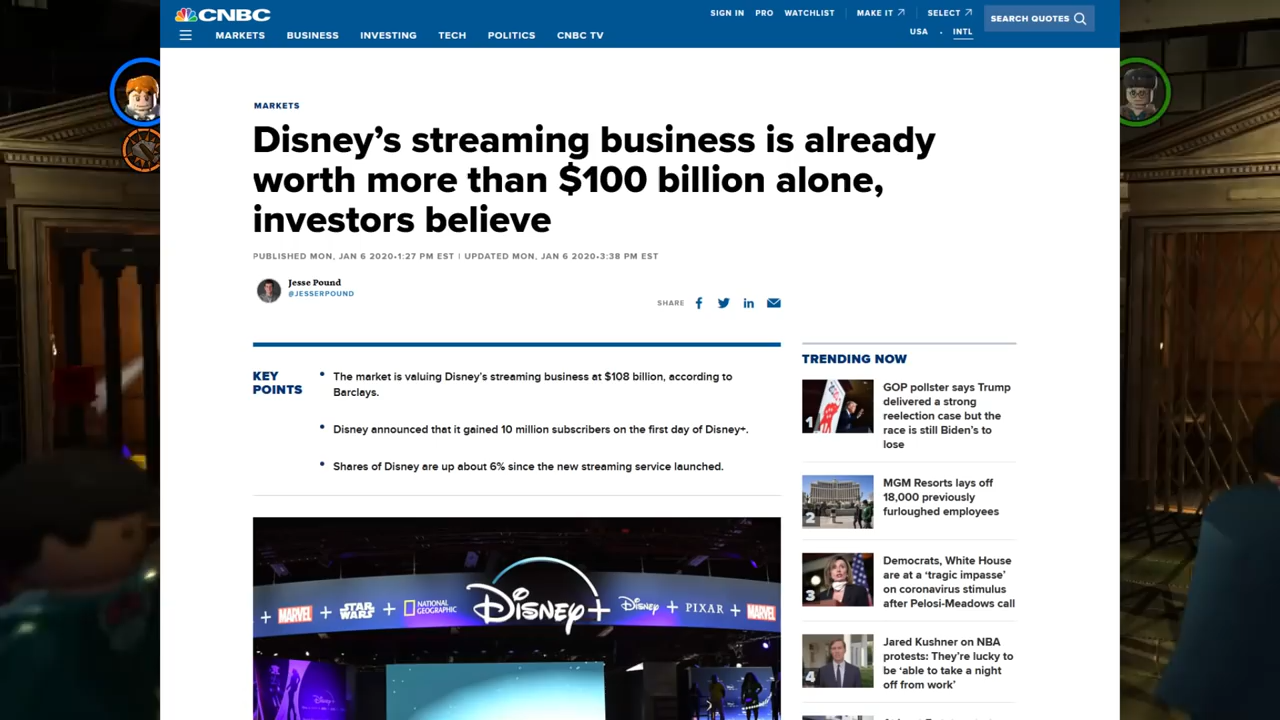 CNBC
SIGN IN PRO WATCHLIST MAKE IT SELECT
USA · INTL
SEARCH QUOTES
MARKETS BUSINESS INVESTING TECH POLITICS CNBC TV
MARKETS
Disney’s streaming business is already
worth more than $100 billion alone,
investors believe
PUBLISHED MON, JAN 6 2020•1:27 PM EST | UPDATED MON, JAN 6 2020•3:38 PM EST
Jesse Pound
@JESSERPOUND
SHARE
KEY
POINTS
The market is valuing Disney’s streaming business at $108 billion, according to
Barclays.
Disney announced that it gained 10 million subscribers on the first day of Disney+.
Shares of Disney are up about 6% since the new streaming service launched.
+ MARVEL + STAR WARS + NATIONAL GEOGRAPHIC Disney+ Disney + PIXAR + MARVEL
Disney+
TRENDING NOW
1
GOP pollster says Trump
delivered a strong
reelection case but the
race is still Biden’s to
lose
2
MGM Resorts lays off
18,000 previously
furloughed employees
3
Democrats, White House
are at a ‘tragic impasse’
on coronavirus stimulus
after Pelosi-Meadows call
4
Jared Kushner on NBA
protests: They’re lucky to
be ‘able to take a night
off from work’